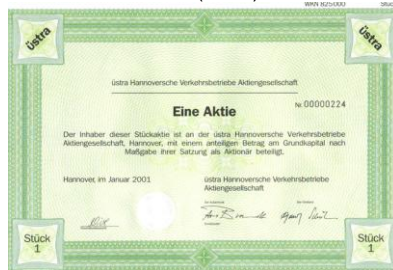 WAN 825000
üstra
üstra
üstra Hannoversche Verkehrsbetriebe Aktiengesellschaft
Eine Aktie
Nr. 00000224
Der Inhaber dieser Stückaktie ist an der üstra Hannoversche Verkehrsbetriebe
Aktiengesellschaft, Hannover, mit einem anteiligen Betrag am Grundkapital nach
Maßgabe ihrer Satzung als Aktionär beteiligt.
Hannover, im Januar 2001
üstra Hannoversche Verkehrsbetriebe
Aktiengesellschaft
Stück
1
Stück
1